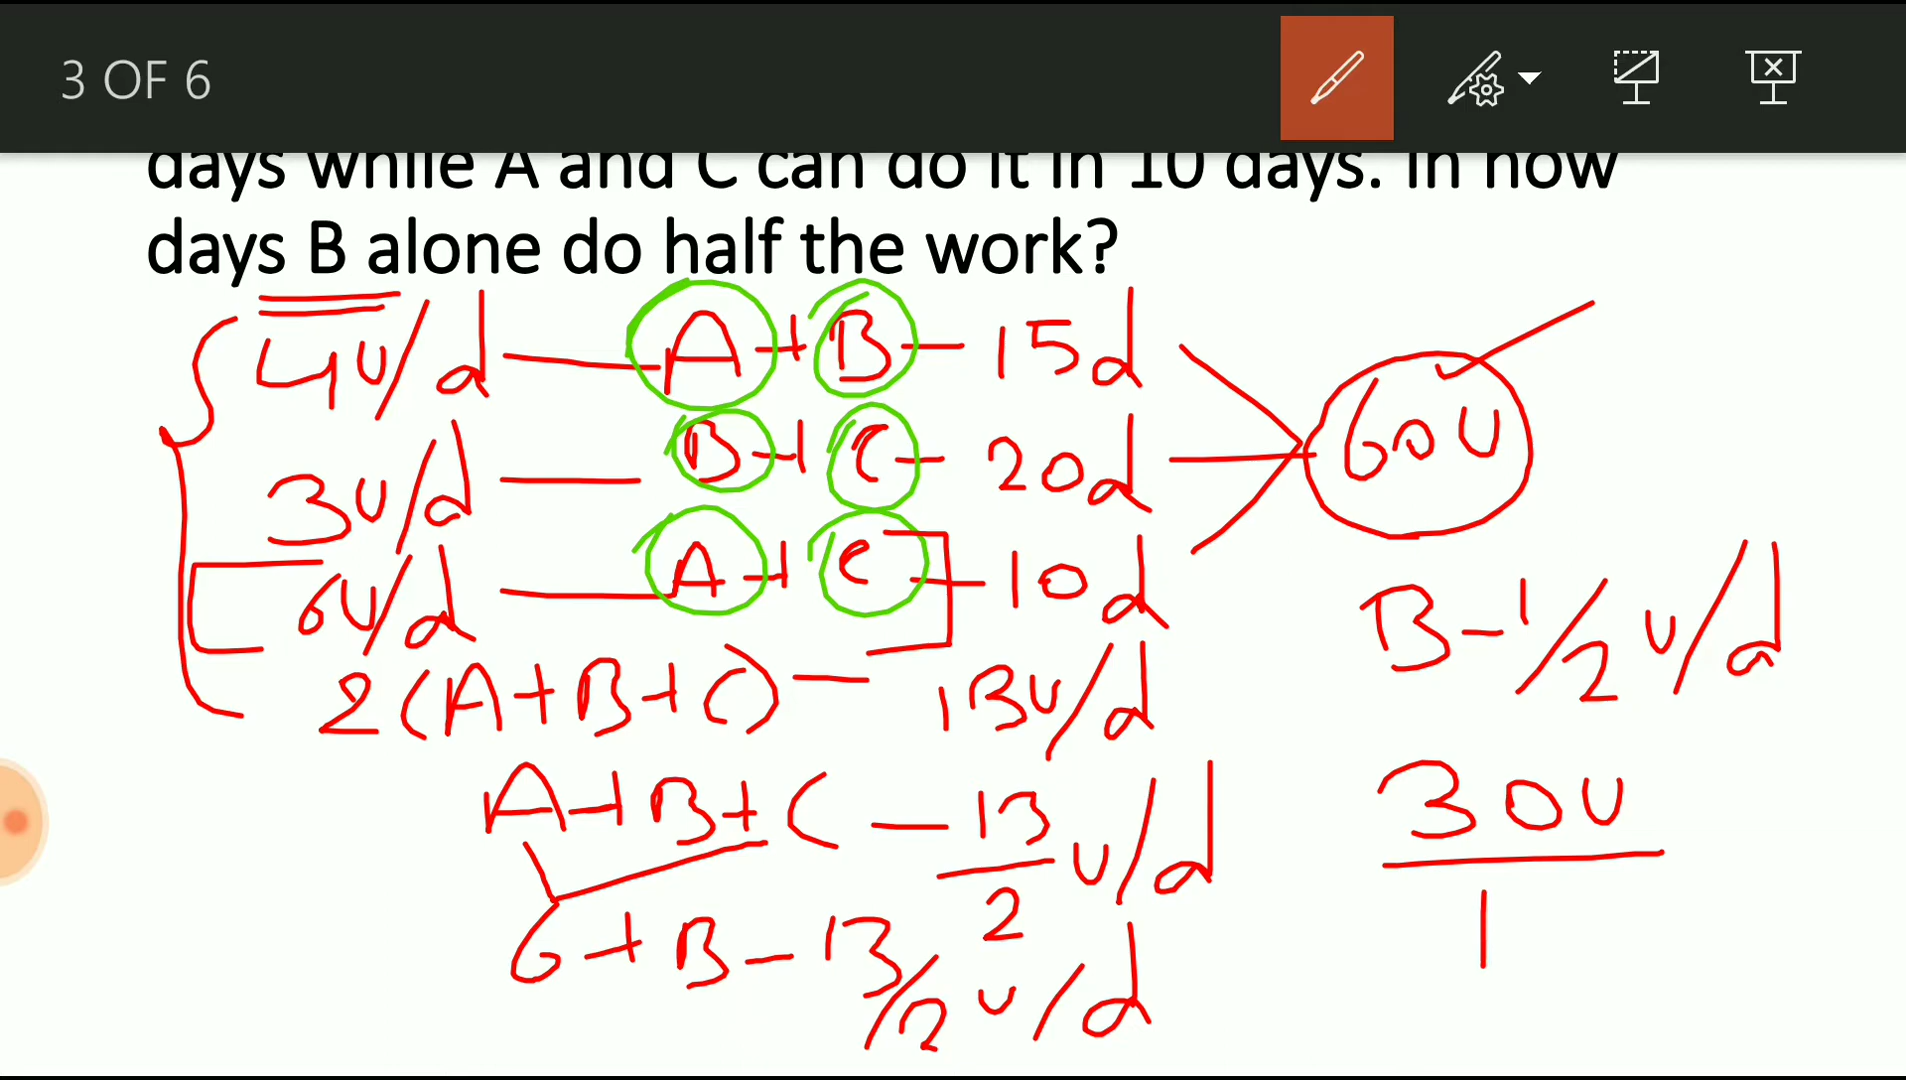 3 OF 6
days while A and C can do it in 10 days. In how
days B alone do half the work?
4u/d — A+B — 15d
60u
3u/d — B+C — 20d
6u/d — A+C — 10d
B - 1/2 u/d
2(A+B+C) — 13u/d
A+B+C — 13/2 u/d
30u
1
6+B - 13/2 u/d